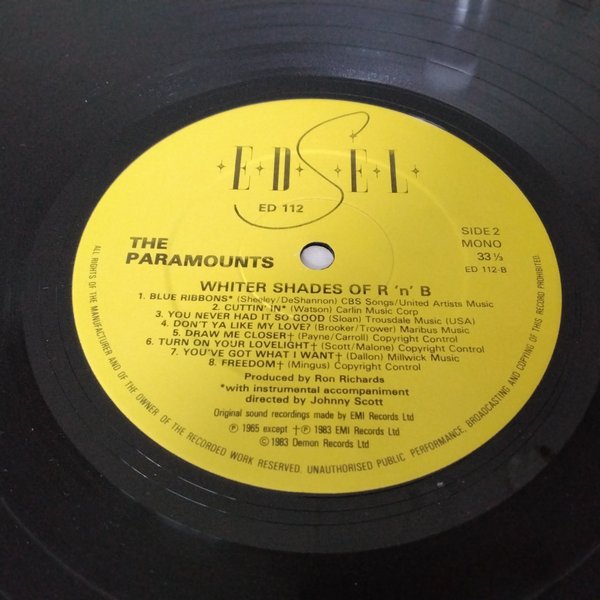 EDSEL
ED 112
SIDE 2
MONO
33 ⅓
ED 112-B
THE
PARAMOUNTS
WHITER SHADES OF R 'n' B
1. BLUE RIBBONS* (Sheeley/DeShannon) CBS Songs/United Artists Music
2. CUTTIN' IN* (Watson) Carlin Music Corp
3. YOU NEVER HAD IT SO GOOD (Sloan) Trousdale Music (USA)
4. DON'T YA LIKE MY LOVE? (Brooker/Trower) Maribus Music
5. DRAW ME CLOSER† (Payne/Carroll) Copyright Control
6. TURN ON YOUR LOVELIGHT† (Scott/Malone) Copyright Control
7. YOU'VE GOT WHAT I WANT† (Dallon) Millwick Music
8. FREEDOM† (Mingus) Copyright Control
Produced by Ron Richards
*with instrumental accompaniment
directed by Johnny Scott
Original sound recordings made by EMI Records Ltd
℗ 1965 except †℗ 1983 EMI Records Ltd
©1983 Demon Records Ltd
ALL RIGHTS OF THE MANUFACTURER AND OF THE OWNER OF THE RECORDED WORK RESERVED. UNAUTHORISED PUBLIC PERFORMANCE, BROADCASTING AND COPYING OF THIS RECORD PROHIBITED.